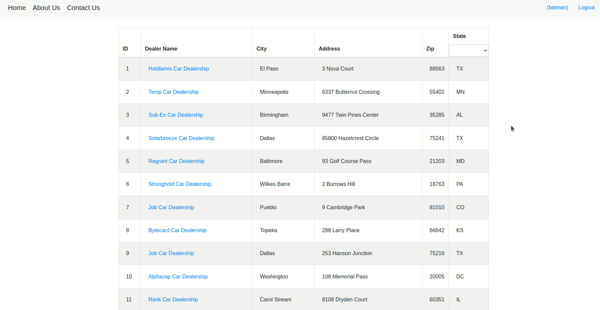 Home About Us Contact Us (batman) Logout
State
ID Dealer Name City Address Zip
1 Holdlamis Car Dealership El Paso 3 Nova Court 88563 TX
2 Temp Car Dealership Minneapolis 6337 Butternut Crossing 55402 MN
3 Sub-Ex Car Dealership Birmingham 9477 Twin Pines Center 35285 AL
4 Solarbreeze Car Dealership Dallas 85800 Hazelcrest Circle 75241 TX
5 Regrant Car Dealership Baltimore 93 Golf Course Pass 21203 MD
6 Stronghold Car Dealership Wilkes Barre 2 Burrows Hill 18763 PA
7 Job Car Dealership Pueblo 9 Cambridge Park 81010 CO
8 Bytecard Car Dealership Topeka 288 Larry Place 66642 KS
9 Job Car Dealership Dallas 253 Hanson Junction 75216 TX
10 Alphazap Car Dealership Washington 108 Memorial Pass 20005 DC
11 Rank Car Dealership Carol Stream 8108 Dryden Court 60351 IL